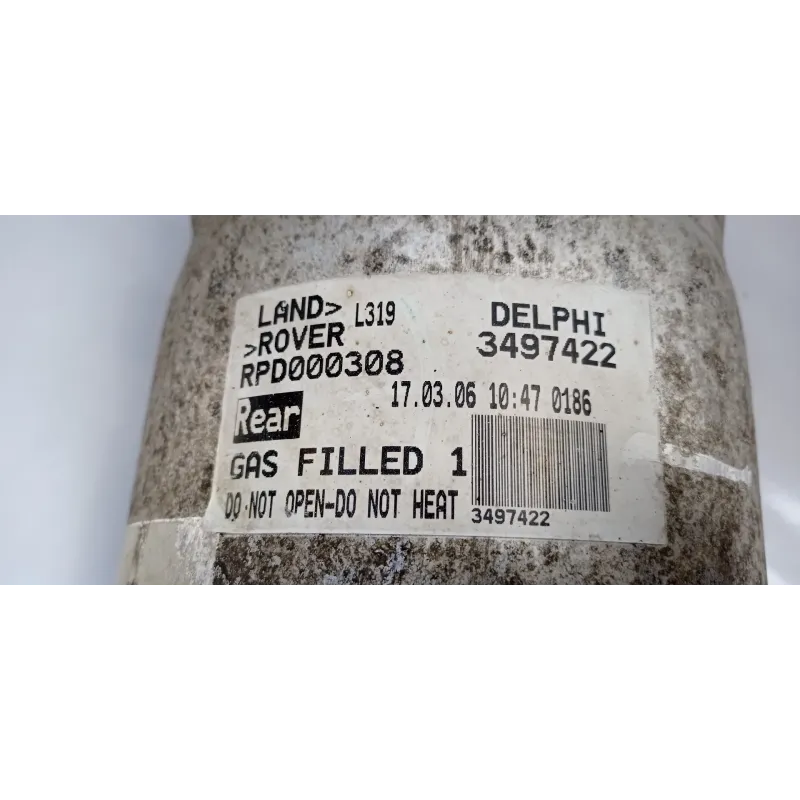 LAND> L319
>ROVER
RPD000308
DELPHI
3497422
17.03.06 10:47 0186
Rear
GAS FILLED 1
DO NOT OPEN-DO NOT HEAT
3497422